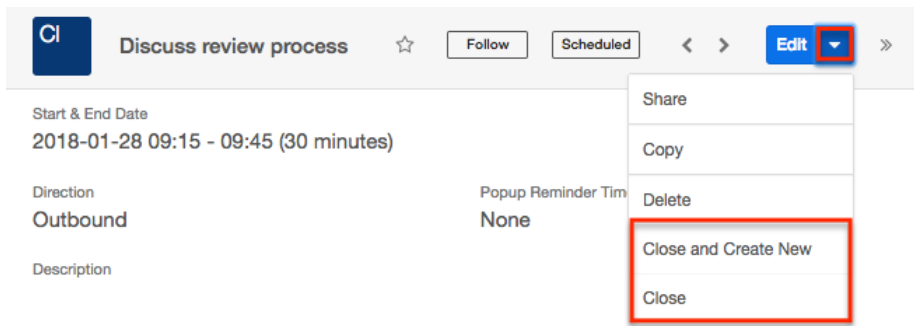 CI
Discuss review process
Follow
Scheduled
Edit
Start & End Date
2018-01-28 09:15 - 09:45 (30 minutes)
Direction
Outbound
Popup Reminder Tim
None
Description
Share
Copy
Delete
Close and Create New
Close